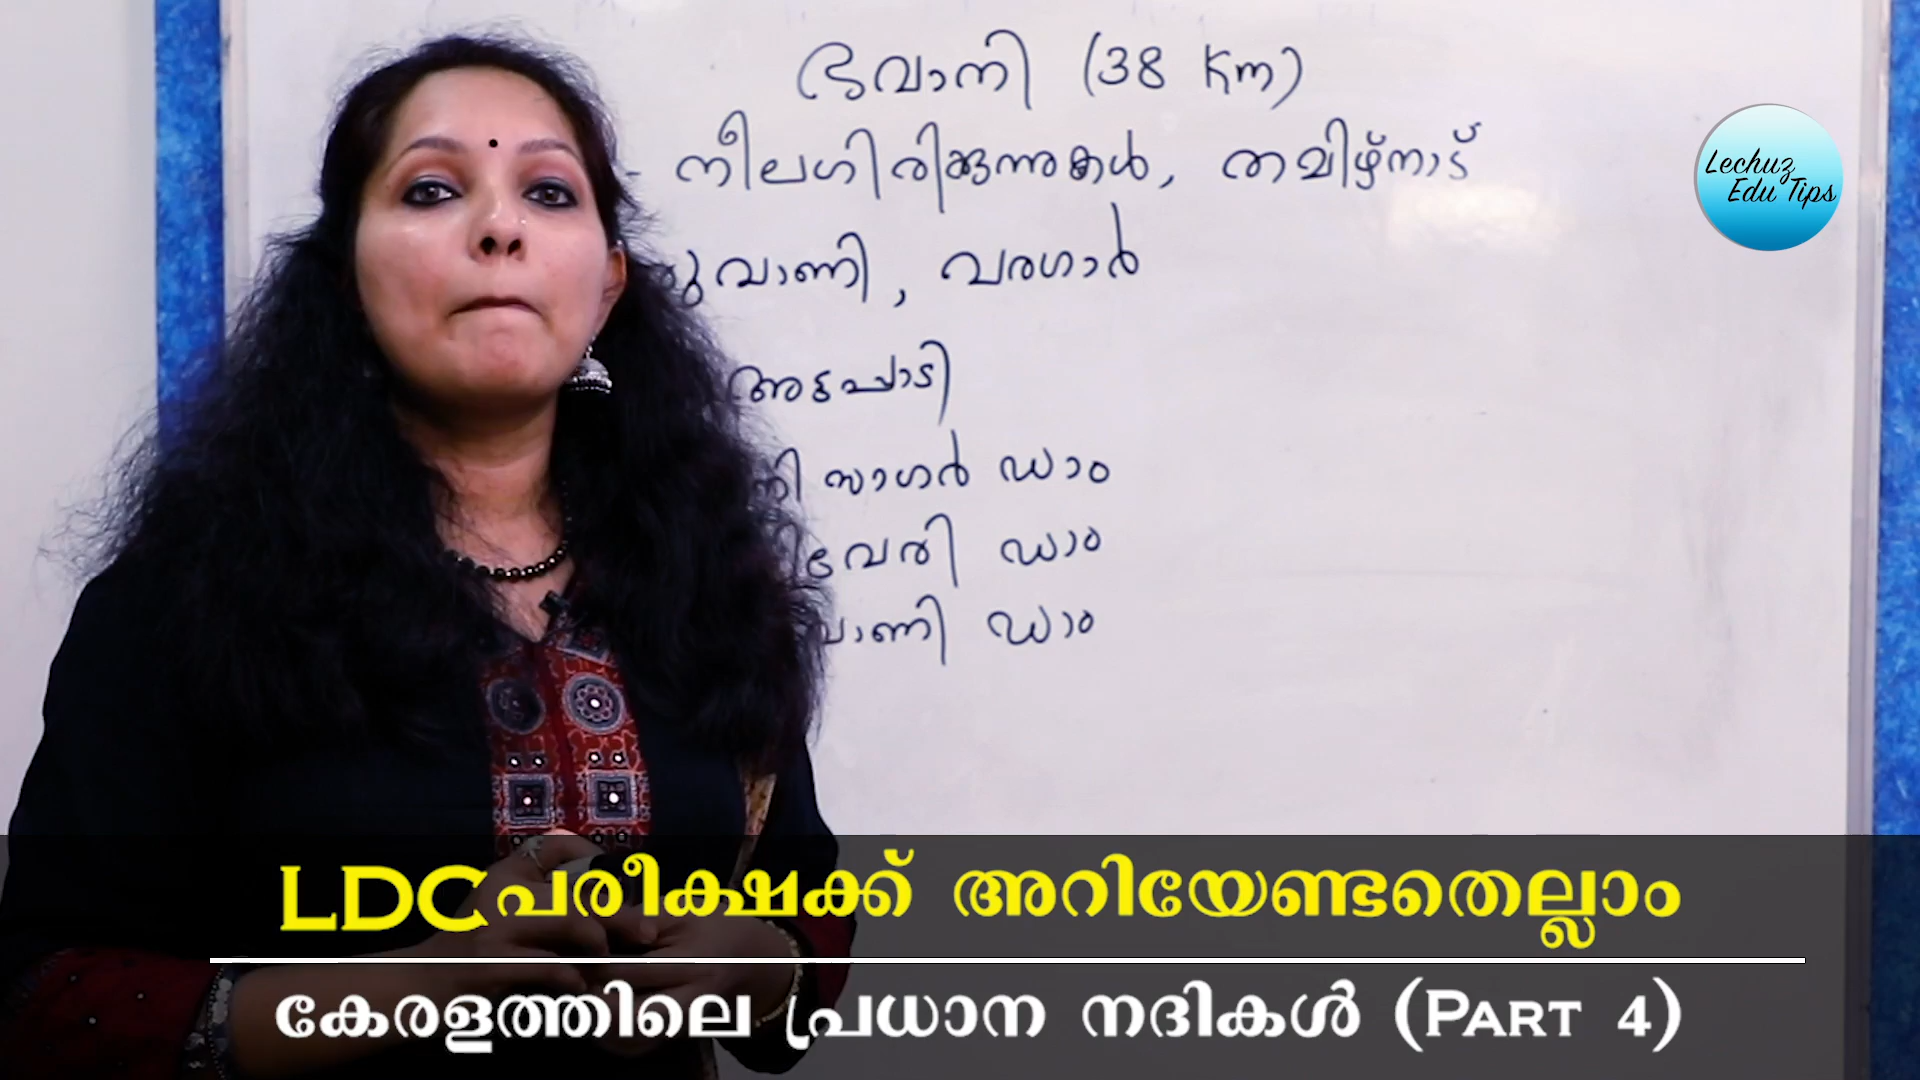 ഭവാനി (38 Km)
- നീലഗിരികുന്നുകൾ, തമിഴ്നാട്
വാണി, വരഗാർ
അട്ടപ്പാടി
നി സാഗർ ഡാം
വേരി ഡാം
വാണി ഡാം
Lechuz
Edu Tips
LDC പരീക്ഷക്ക് അറിയേണ്ടതെല്ലാം
കേരളത്തിലെ പ്രധാന നദികൾ (Part 4)